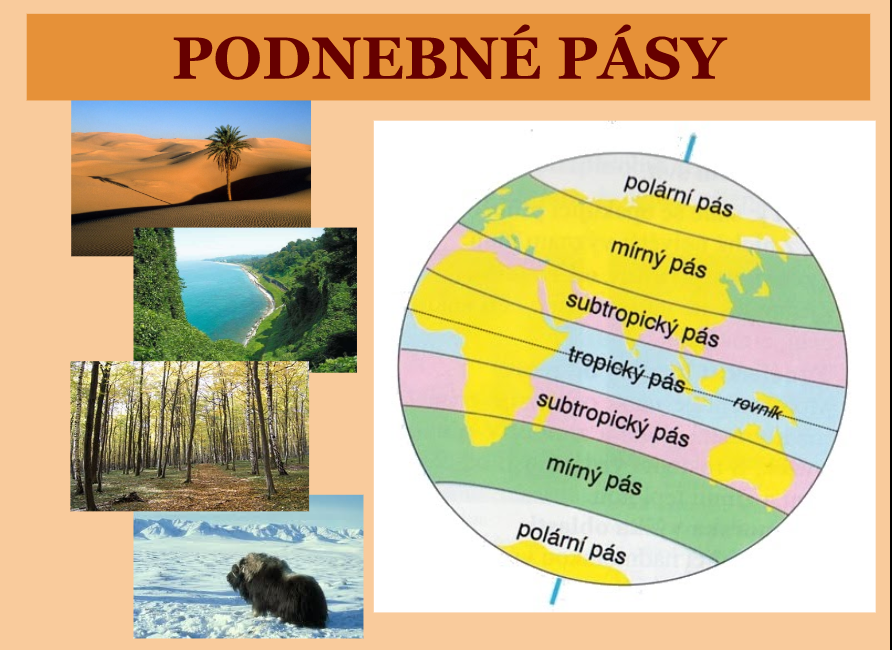 PODNEBNÉ PÁSY
polární pás
mírný pás
subtropický pás
tropický pás
rovník
subtropický pás
mírný pás
polární pás